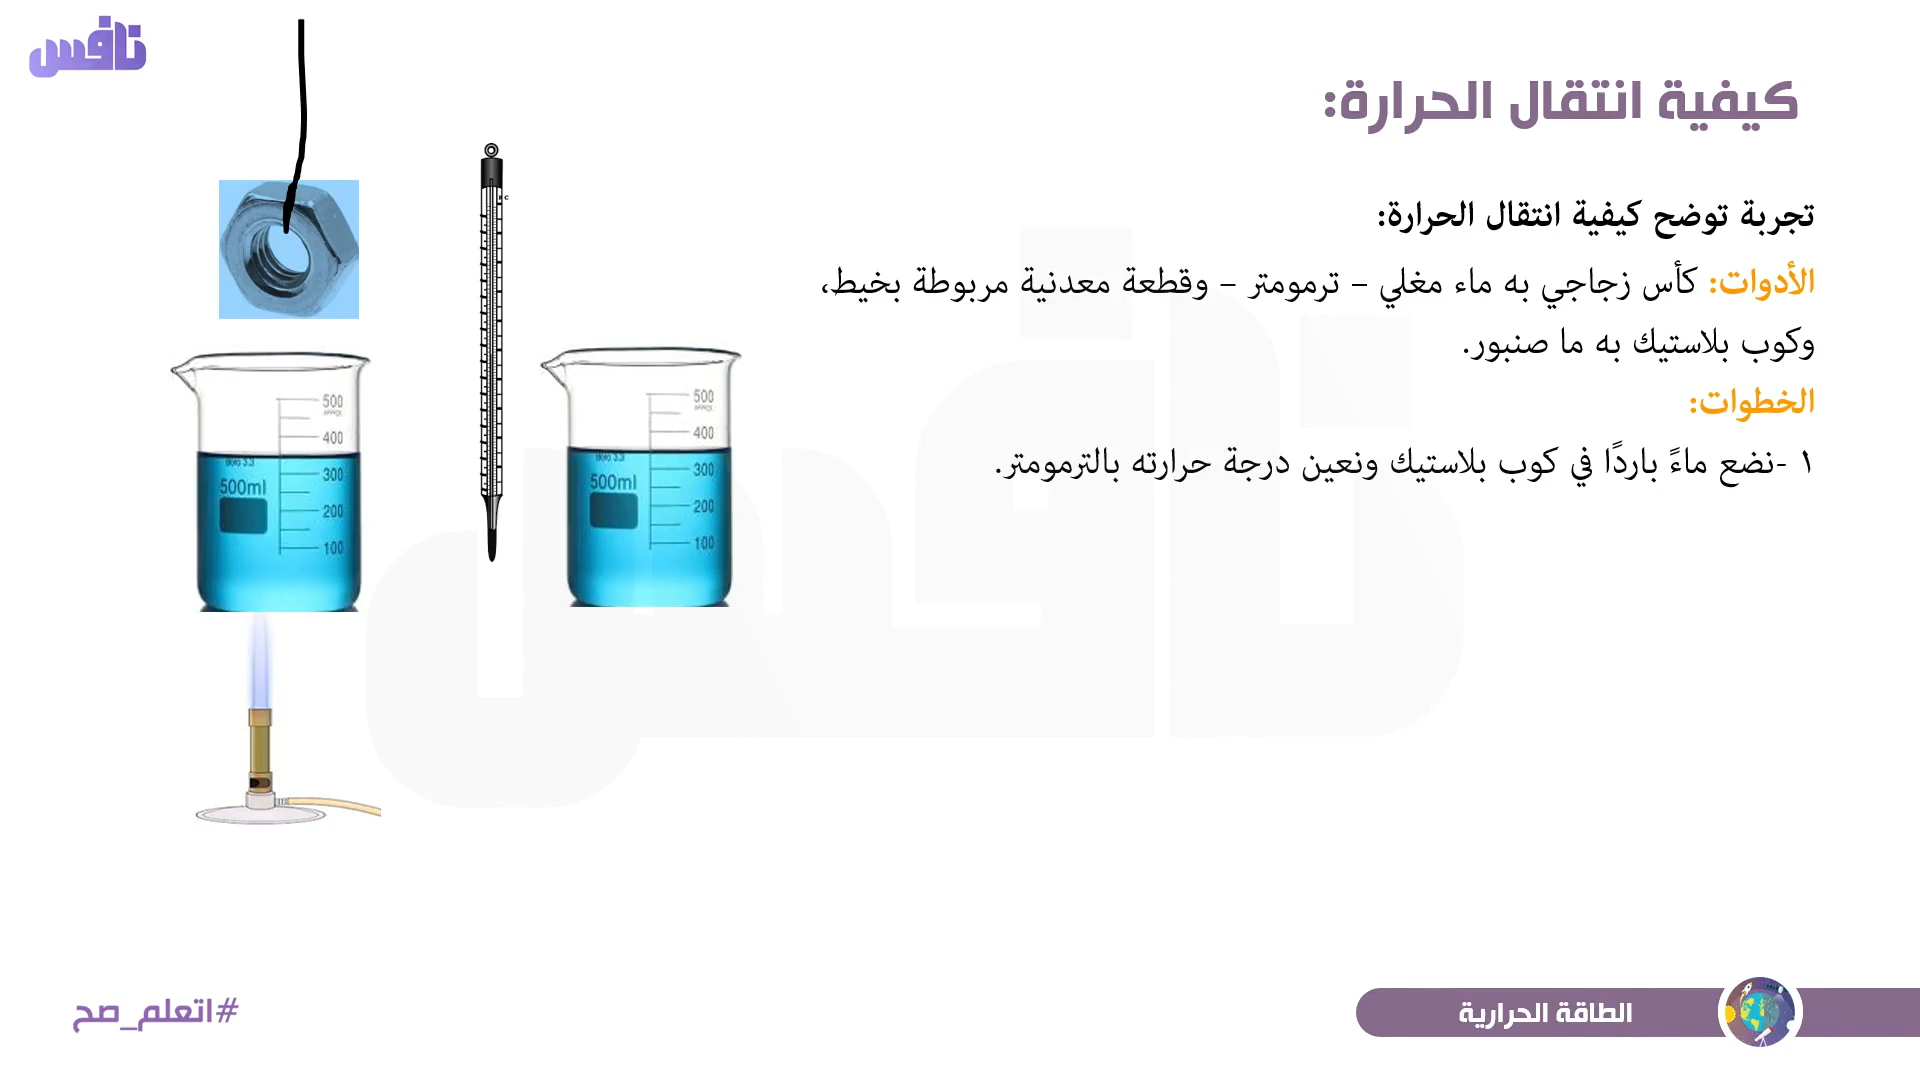 نافس
كيفية انتقال الحرارة:
تجربة توضح كيفية انتقال الحرارة:
الأدوات: كأس زجاجي به ماء مغلي – ترمومتر – وقطعة معدنية مربوطة بخيط،
وكوب بلاستيك به ما صنبور.
الخطوات:
١ -نضع ماءً باردًا في كوب بلاستيك ونعين درجة حرارته بالترمومتر.
500
400
300
500ml
200
100
500
400
300
500ml
200
100
#اتعلم_صح
الطاقة الحرارية